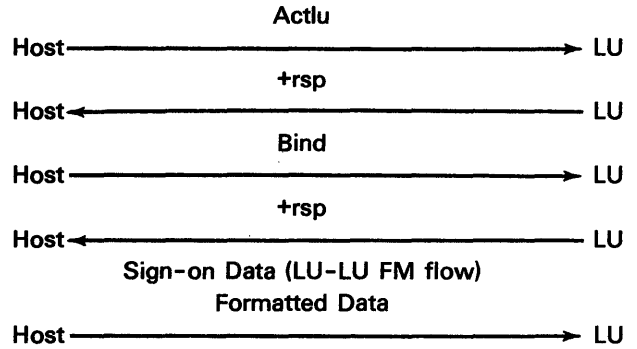 Actlu
Host LU
+rsp
Host LU
Bind
Host LU
+rsp
Host LU
Sign-on Data (LU-LU FM flow)
Formatted Data
Host LU